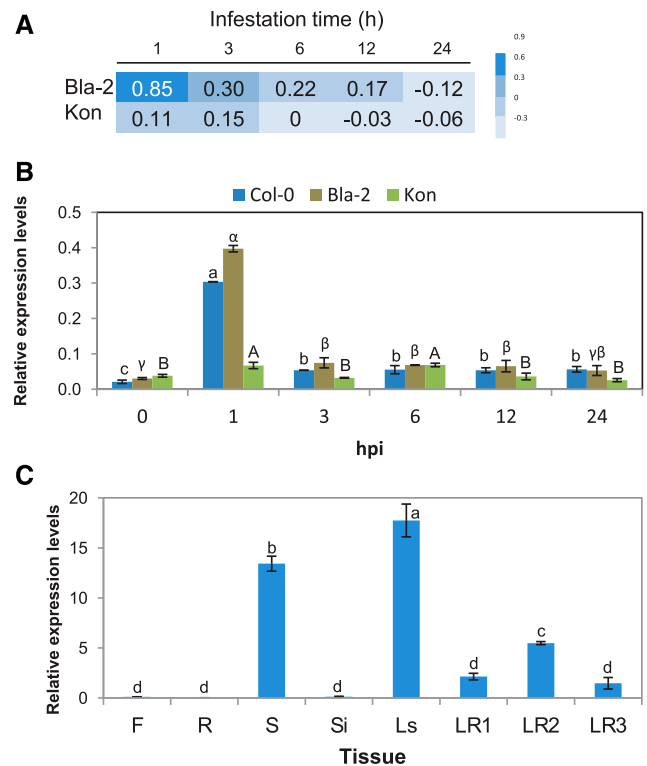 A
Infestation time (h)
1 3 6 12 24
Bla-2 0.85 0.30 0.22 0.17 -0.12
Kon 0.11 0.15 0 -0.03 -0.06
0.9
0.6
0.3
0
-0.3
B
Col-0 Bla-2 Kon
Relative expression levels
0.5
0.4
0.3
0.2
0.1
0.0
c γ B
a α A
b β B
b β A
b β B
b γβ B
0 1 3 6 12 24
hpi
C
Relative expression levels
20
15
10
5
0
d d b d a d c d
F R S Si Ls LR1 LR2 LR3
Tissue